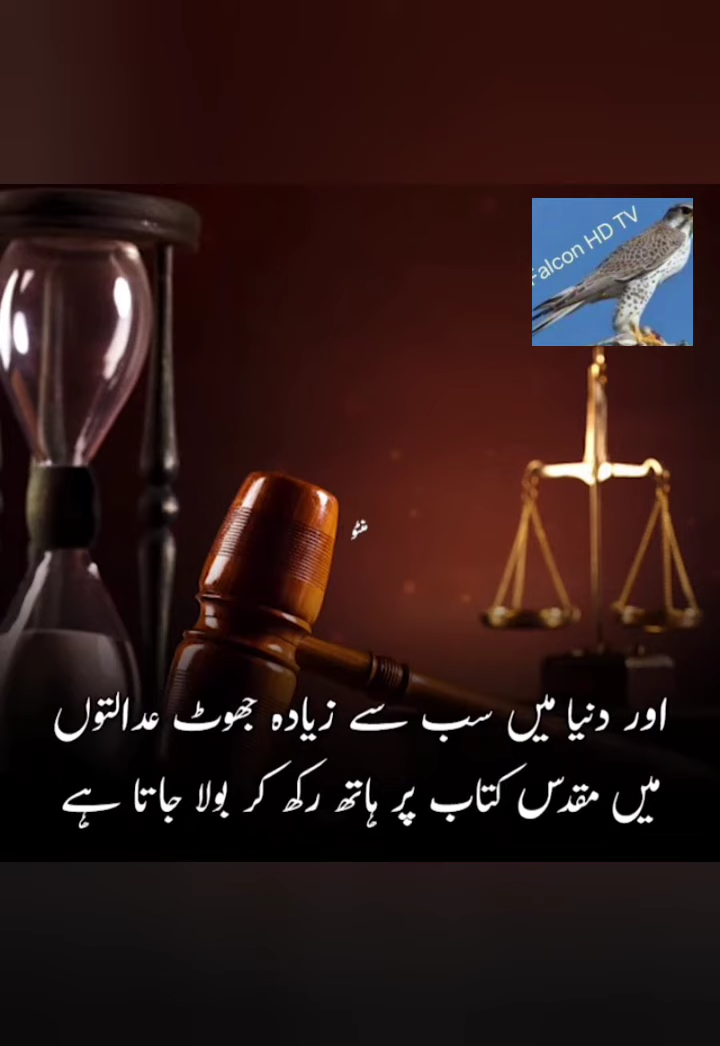 Falcon HD TV
منٹو
اور دنیا میں سب سے زیادہ جھوٹ عدالتوں
میں مقدس کتاب پر ہاتھ رکھ کر بولا جاتا ہے